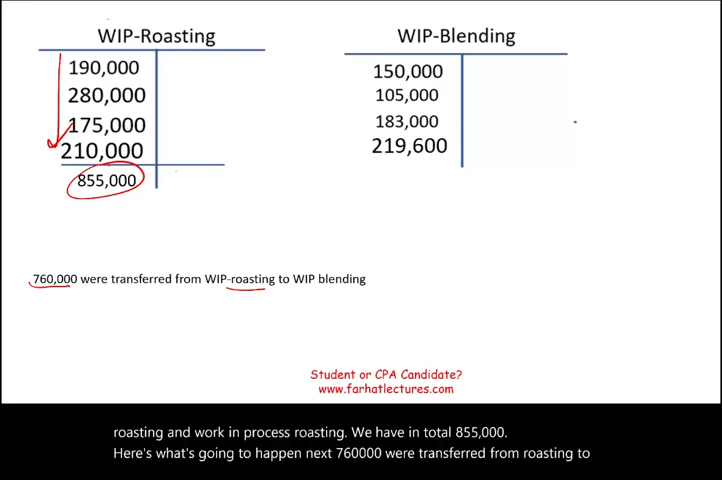 WIP-Roasting
190,000
280,000
175,000
210,000
855,000
WIP-Blending
150,000
105,000
183,000
219,600
760,000 were transferred from WIP-roasting to WIP blending
Student or CPA Candidate?
www.farhatlectures.com
roasting and work in process roasting. We have in total 855,000.
Here's what's going to happen next 760000 were transferred from roasting to